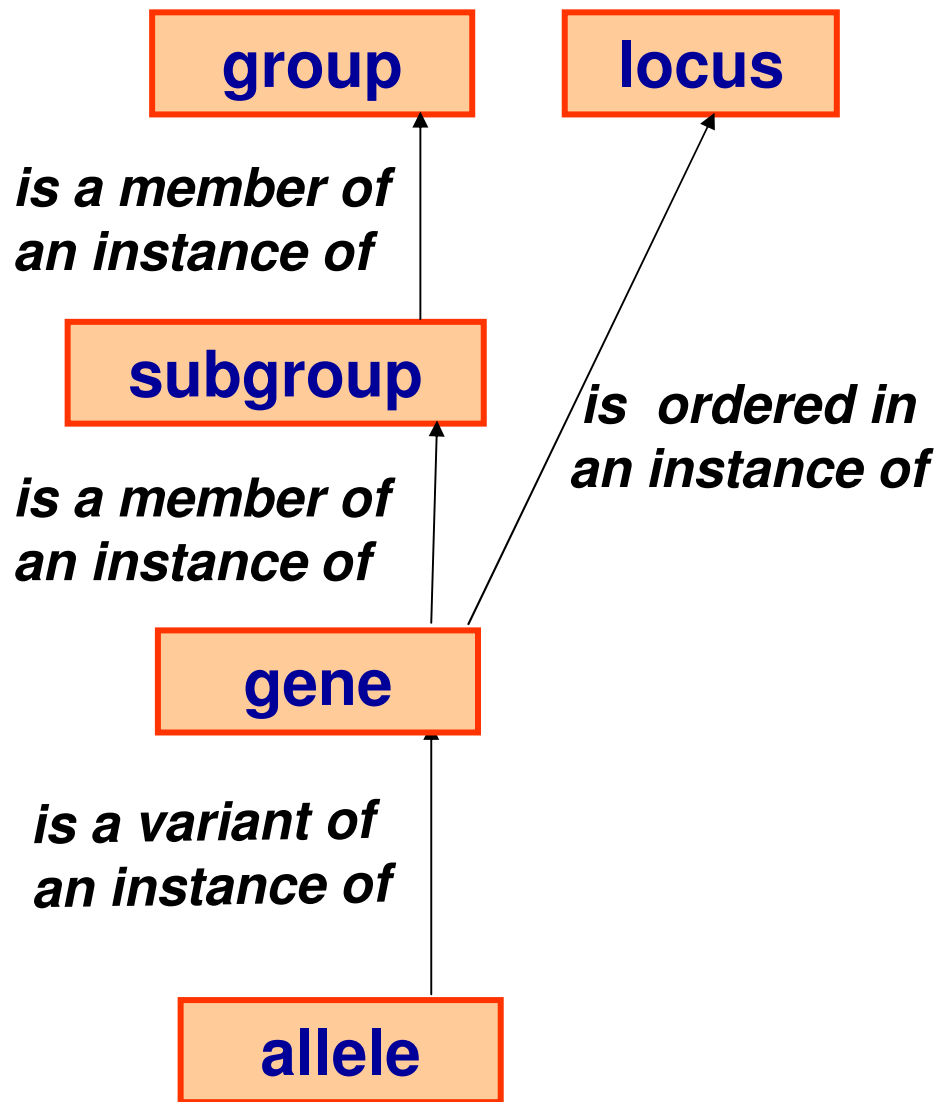 group
locus
is a member of
an instance of
subgroup
is ordered in
an instance of
is a member of
an instance of
gene
is a variant of
an instance of
allele